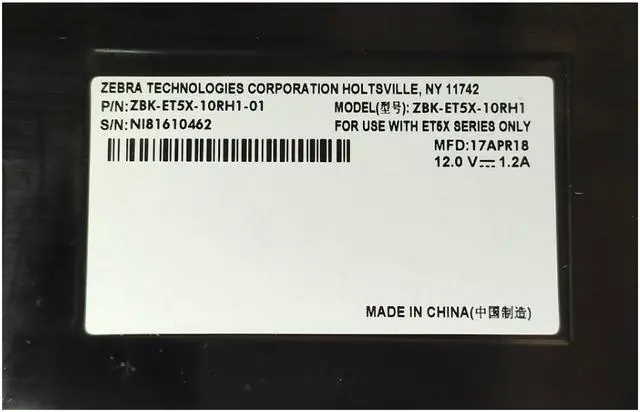 ZEBRA TECHNOLOGIES CORPORATION HOLTSVILLE, NY 11742
P/N: ZBK-ET5X-10RH1-01 MODEL(型号): ZBK-ET5X-10RH1
S/N: NI81610462 FOR USE WITH ET5X SERIES ONLY
MFD:17APR18
12.0 V⎓1.2A
MADE IN CHINA(中国制造)